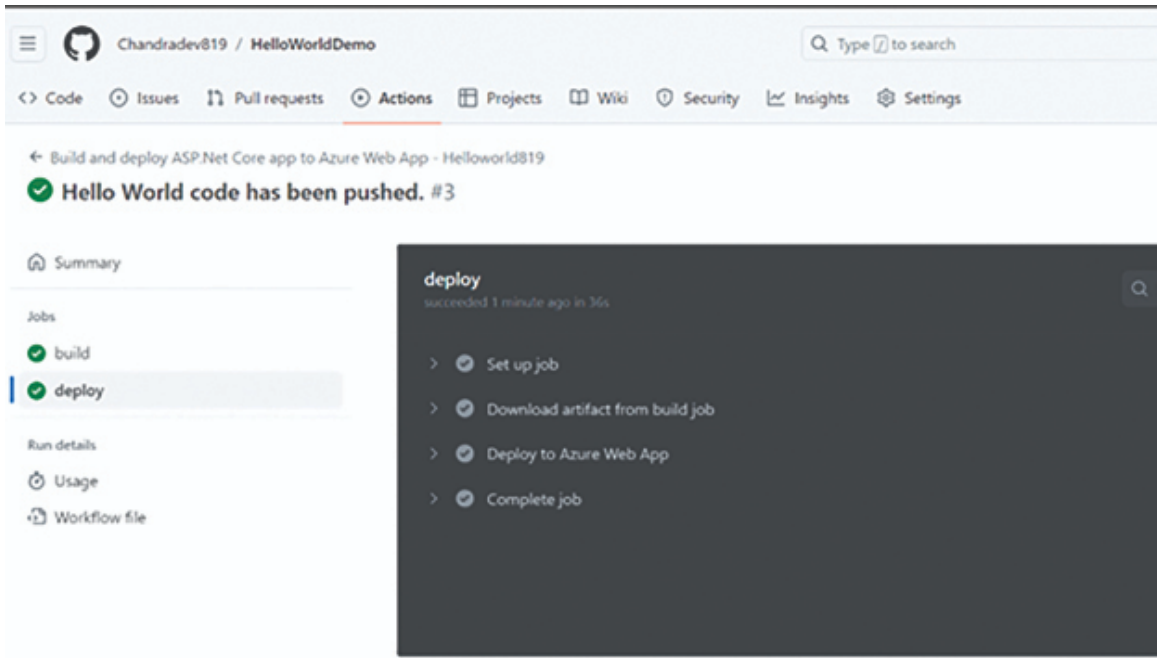 Chandradev819 / HelloWorldDemo
Type / to search
Code Issues Pull requests Actions Projects Wiki Security Insights Settings
Build and deploy ASP.Net Core app to Azure Web App - Helloworld819
Hello World code has been pushed. #3
Summary
Jobs
build
deploy
Run details
Usage
Workflow file
deploy
succeeded 1 minute ago in 36s
Set up job
Download artifact from build job
Deploy to Azure Web App
Complete job